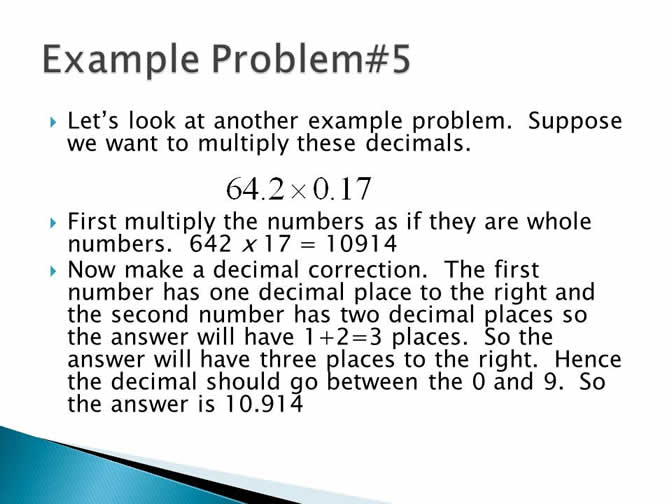 Example Problem#5
Let's look at another example problem.  Suppose
we want to multiply these decimals.
64.2 × 0.17
First multiply the numbers as if they are whole
numbers.  642 x 17 = 10914
Now make a decimal correction.  The first
number has one decimal place to the right and
the second number has two decimal places so
the answer will have 1+2=3 places.  So the
answer will have three places to the right.  Hence
the decimal should go between the 0 and 9.  So
the answer is 10.914